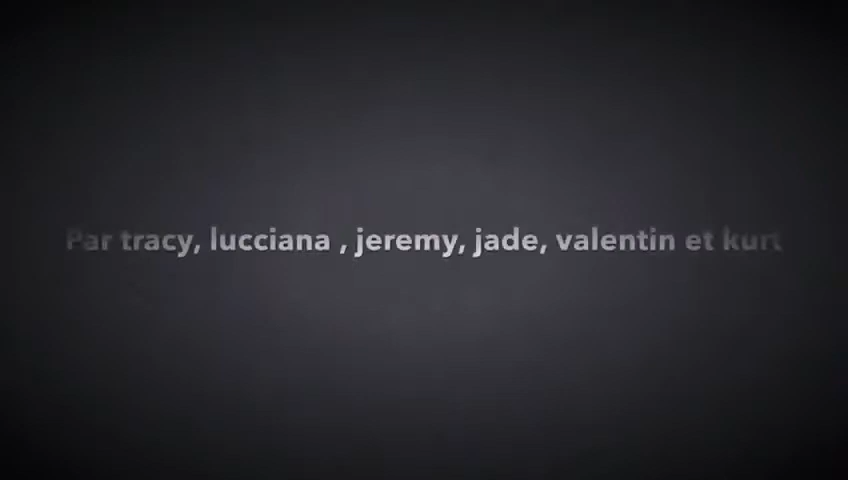 Par tracy, lucciana , jeremy, jade, valentin et kurt